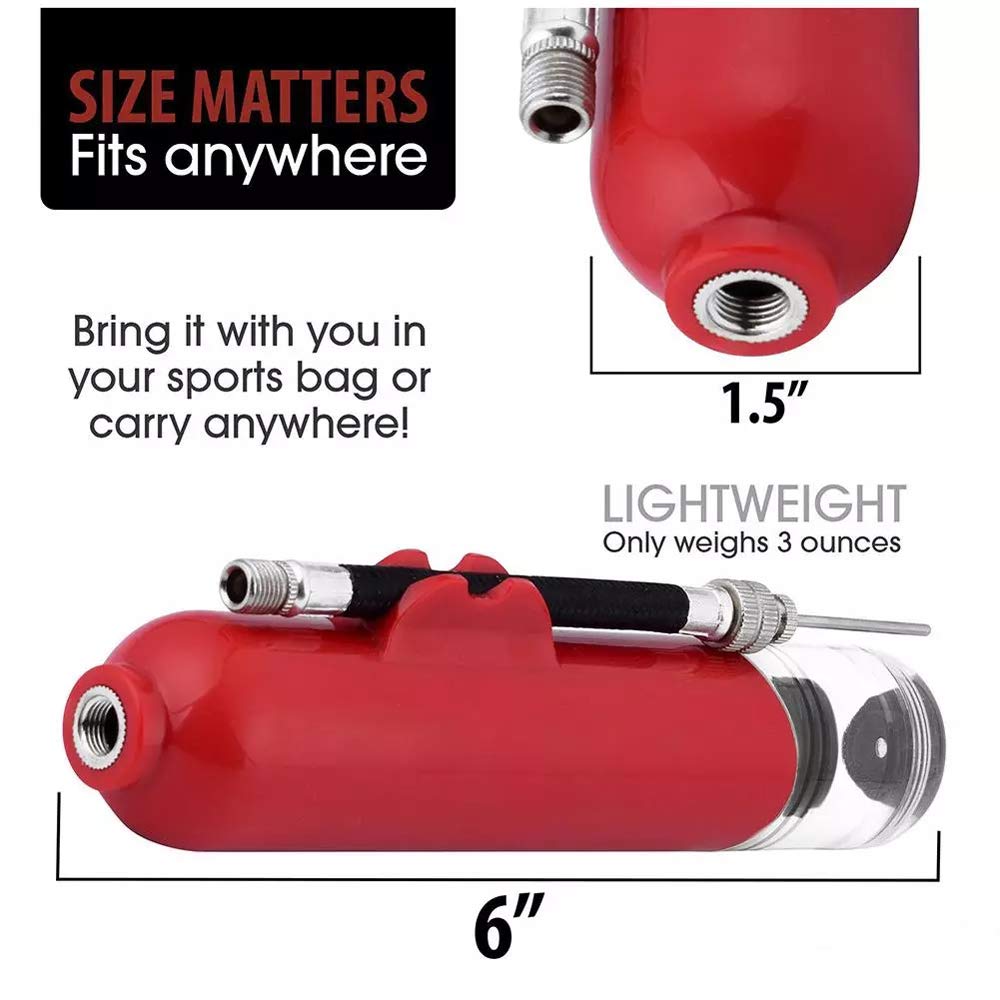 SIZE MATTERS
Fits anywhere
Bring it with you in
your sports bag or
carry anywhere!
1.5”
LIGHTWEIGHT
Only weighs 3 ounces
6”